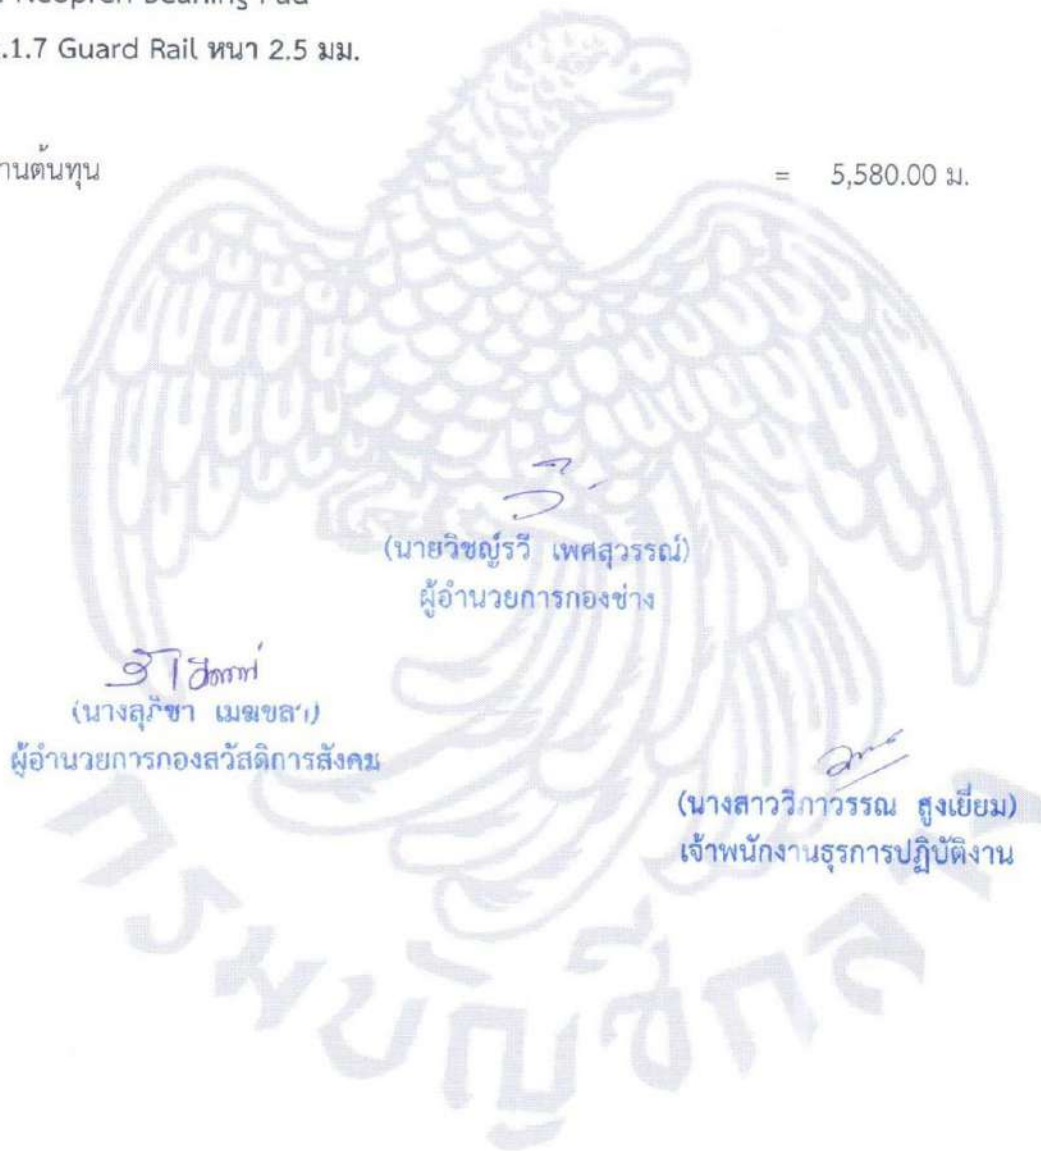 Neopren Bearing Pad
.1.7 Guard Rail หนา 2.5 มม.
านต้นทุน = 5,580.00 ม.
(นายวิชญ์รวี เพศสุวรรณ์)
ผู้อำนวยการกองช่าง
(นางสุภิชา เมฆขลา)
ผู้อำนวยการกองสวัสดิการสังคม
(นางสาววิภาวรรณ สูงเยี่ยม)
เจ้าพนักงานธุรการปฏิบัติงาน
กรมบัญชีกลาง